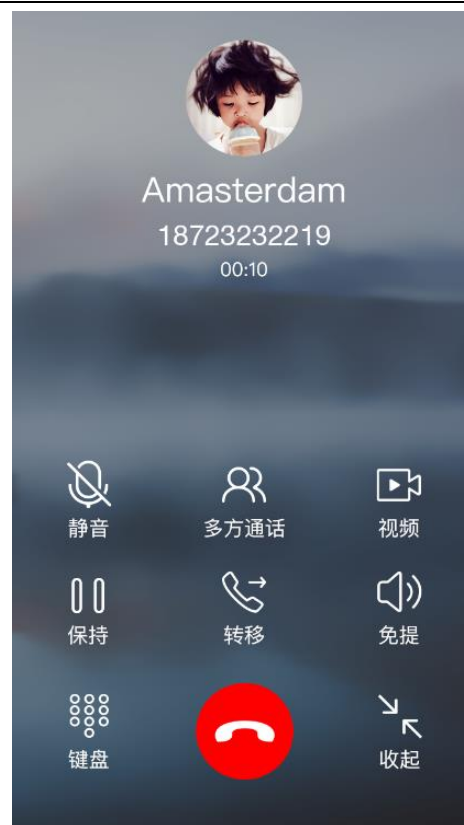 Amasterdam
18723232219
00:10
静音 多方通话 视频
保持 转移 免提
键盘 收起